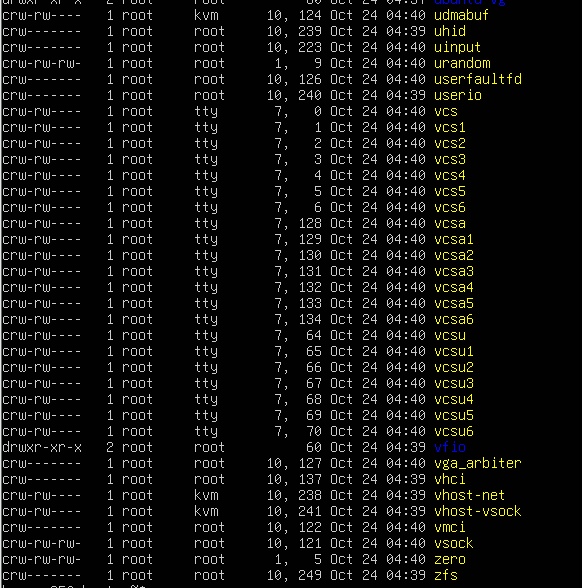 crw-rw---- 1 root kvm 10, 124 Oct 24 04:40 udmabuf
crw------- 1 root root 10, 239 Oct 24 04:39 uhid
crw------- 1 root root 10, 223 Oct 24 04:40 uinput
crw-rw-rw- 1 root root 1, 9 Oct 24 04:40 urandom
crw------- 1 root root 10, 126 Oct 24 04:40 userfaultfd
crw------- 1 root root 10, 240 Oct 24 04:39 userio
crw-rw---- 1 root tty 7, 0 Oct 24 04:40 vcs
crw-rw---- 1 root tty 7, 1 Oct 24 04:40 vcs1
crw-rw---- 1 root tty 7, 2 Oct 24 04:40 vcs2
crw-rw---- 1 root tty 7, 3 Oct 24 04:40 vcs3
crw-rw---- 1 root tty 7, 4 Oct 24 04:40 vcs4
crw-rw---- 1 root tty 7, 5 Oct 24 04:40 vcs5
crw-rw---- 1 root tty 7, 6 Oct 24 04:40 vcs6
crw-rw---- 1 root tty 7, 128 Oct 24 04:40 vcsa
crw-rw---- 1 root tty 7, 129 Oct 24 04:40 vcsa1
crw-rw---- 1 root tty 7, 130 Oct 24 04:40 vcsa2
crw-rw---- 1 root tty 7, 131 Oct 24 04:40 vcsa3
crw-rw---- 1 root tty 7, 132 Oct 24 04:40 vcsa4
crw-rw---- 1 root tty 7, 133 Oct 24 04:40 vcsa5
crw-rw---- 1 root tty 7, 134 Oct 24 04:40 vcsa6
crw-rw---- 1 root tty 7, 64 Oct 24 04:40 vcsu
crw-rw---- 1 root tty 7, 65 Oct 24 04:40 vcsu1
crw-rw---- 1 root tty 7, 66 Oct 24 04:40 vcsu2
crw-rw---- 1 root tty 7, 67 Oct 24 04:40 vcsu3
crw-rw---- 1 root tty 7, 68 Oct 24 04:40 vcsu4
crw-rw---- 1 root tty 7, 69 Oct 24 04:40 vcsu5
crw-rw---- 1 root tty 7, 70 Oct 24 04:40 vcsu6
drwxr-xr-x 2 root root 60 Oct 24 04:39 vfio
crw------- 1 root root 10, 127 Oct 24 04:40 vga_arbiter
crw------- 1 root root 10, 137 Oct 24 04:39 vhci
crw-rw---- 1 root kvm 10, 238 Oct 24 04:39 vhost-net
crw-rw---- 1 root kvm 10, 241 Oct 24 04:39 vhost-vsock
crw------- 1 root root 10, 122 Oct 24 04:40 vmci
crw-rw-rw- 1 root root 10, 121 Oct 24 04:40 vsock
crw-rw-rw- 1 root root 1, 5 Oct 24 04:40 zero
crw------- 1 root root 10, 249 Oct 24 04:39 zfs